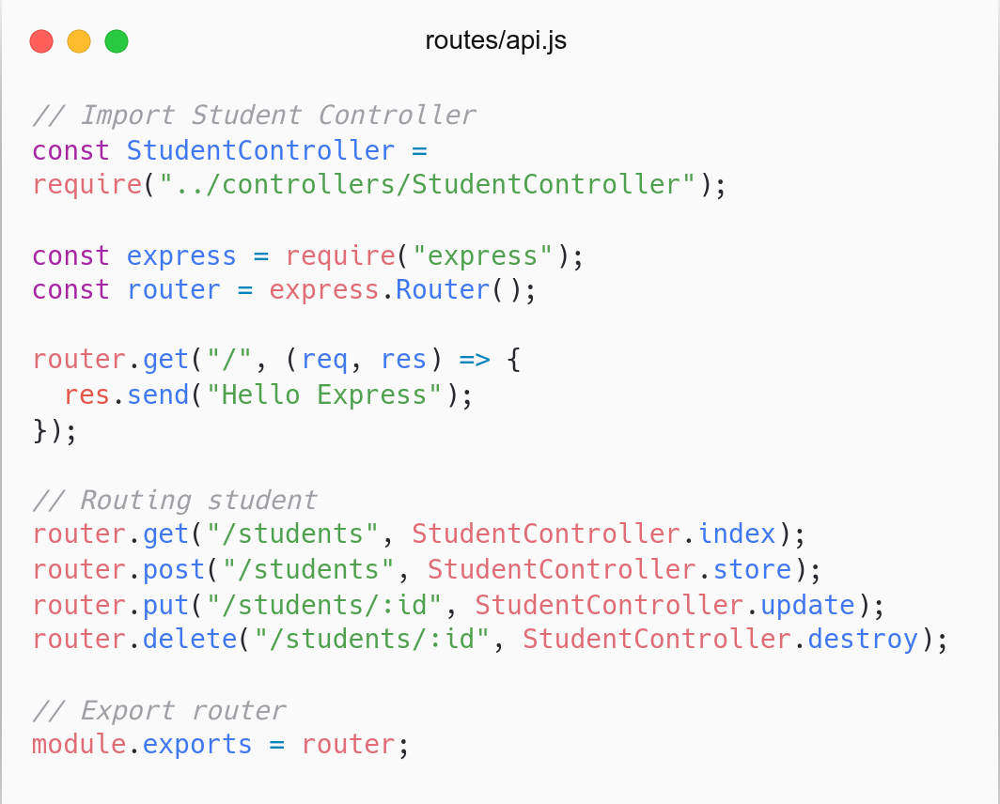 routes/api.js
// Import Student Controller
const StudentController =
require("../controllers/StudentController");
const express = require("express");
const router = express.Router();
router.get("/", (req, res) => {
  res.send("Hello Express");
});
// Routing student
router.get("/students", StudentController.index);
router.post("/students", StudentController.store);
router.put("/students/:id", StudentController.update);
router.delete("/students/:id", StudentController.destroy);
// Export router
module.exports = router;